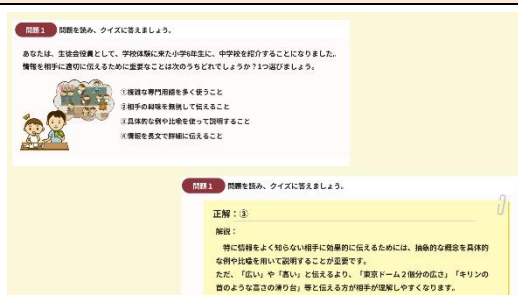 問題1 問題を読み、クイズに答えましょう。
あなたは、生徒会役員として、学校体験に来た小学6年生に、中学校を紹介することになりました。
情報を相手に適切に伝えるために重要なことは次のうちどれでしょうか?1つ選びましょう。
①複雑な専門用語を多く使うこと
②相手の興味を無視して伝えること
③具体的な例や比喩を使って説明すること
④情報を長文で詳細に伝えること
問題1 問題を読み、クイズに答えましょう。
正解:③
解説:
特に情報をよく知らない相手に効果的に伝えるためには、抽象的な概念を具体的
な例や比喩を用いて説明することが重要です。
ただ、「広い」や「高い」と伝えるより、「東京ドーム2個分の広さ」「キリンの
首のような高さの滑り台」等と伝える方が相手が理解しやすくなります。